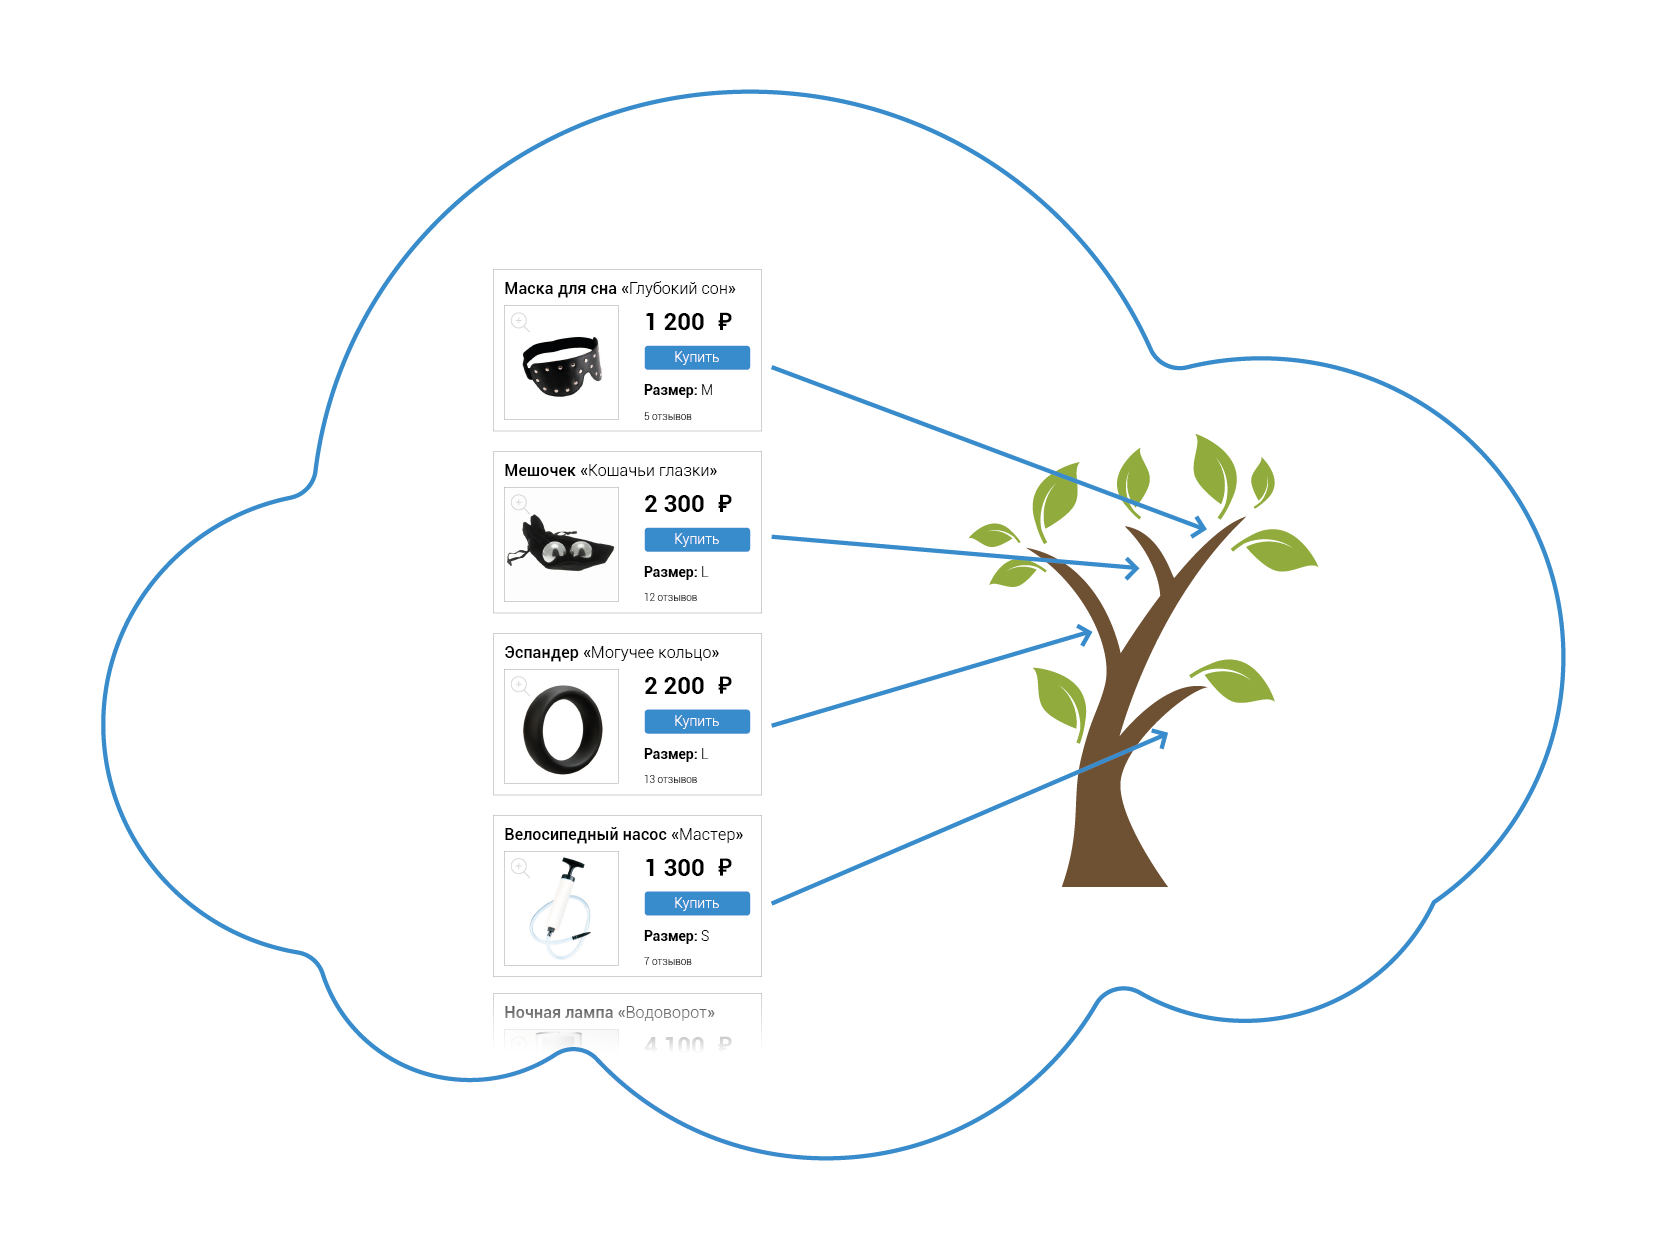 Маска для сна «Глубокий сон»
1 200 ₽
Купить
Размер: M
5 отзывов
Мешочек «Кошачьи глазки»
2 300 ₽
Купить
Размер: L
12 отзывов
Эспандер «Могучее кольцо»
2 200 ₽
Купить
Размер: L
13 отзывов
Велосипедный насос «Мастер»
1 300 ₽
Купить
Размер: S
7 отзывов
Ночная лампа «Водоворот»
4 100 ₽